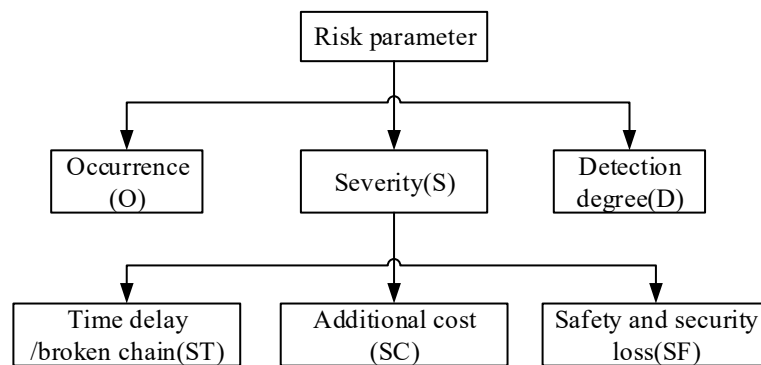 Risk parameter
Occurrence
(O)
Severity(S)
Detection
degree(D)
Time delay
/broken chain(ST)
Additional cost
(SC)
Safety and security
loss(SF)